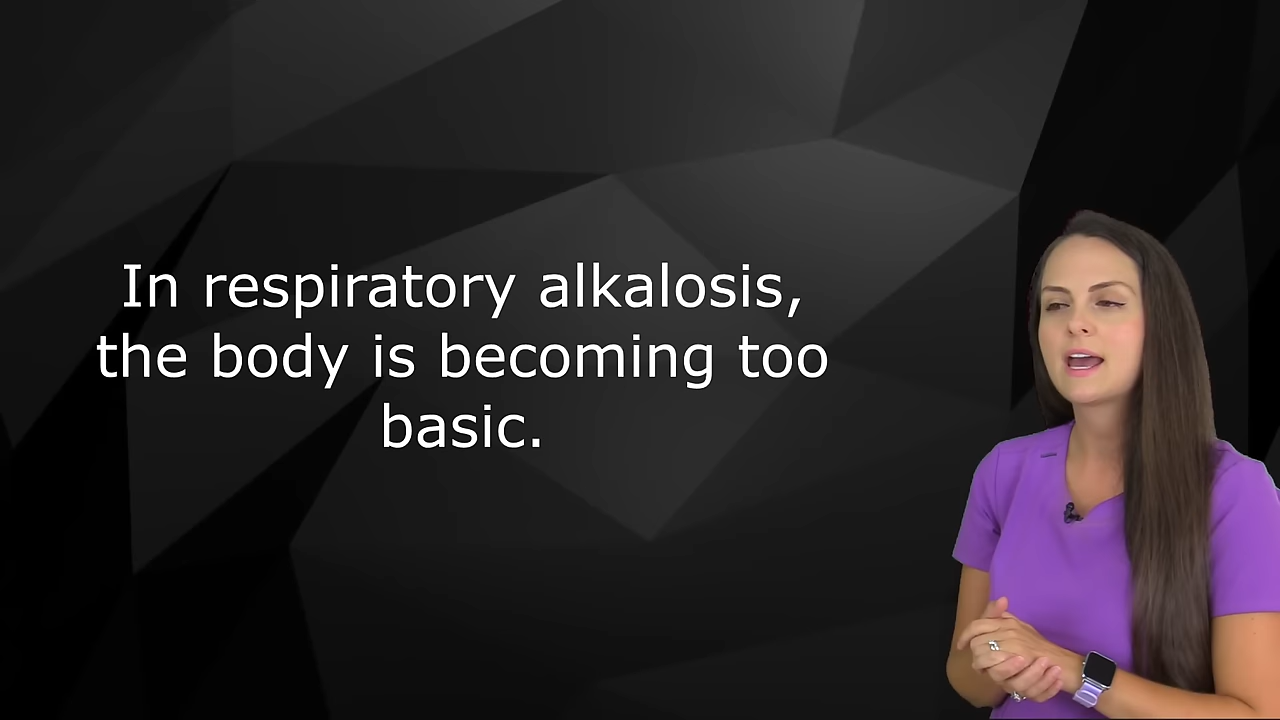 In respiratory alkalosis,
the body is becoming too
basic.